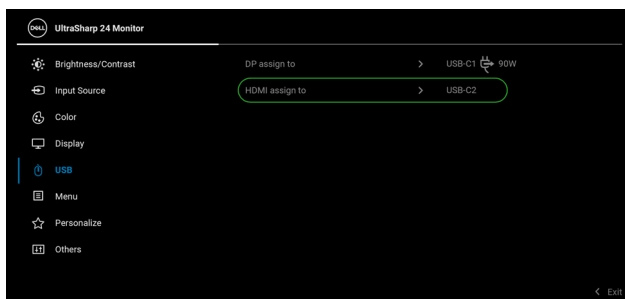 DELL UltraSharp 24 Monitor
Brightness/Contrast DP assign to > USB-C1 90W
Input Source HDMI assign to > USB-C2
Color
Display
USB
Menu
Personalize
Others
< Exit